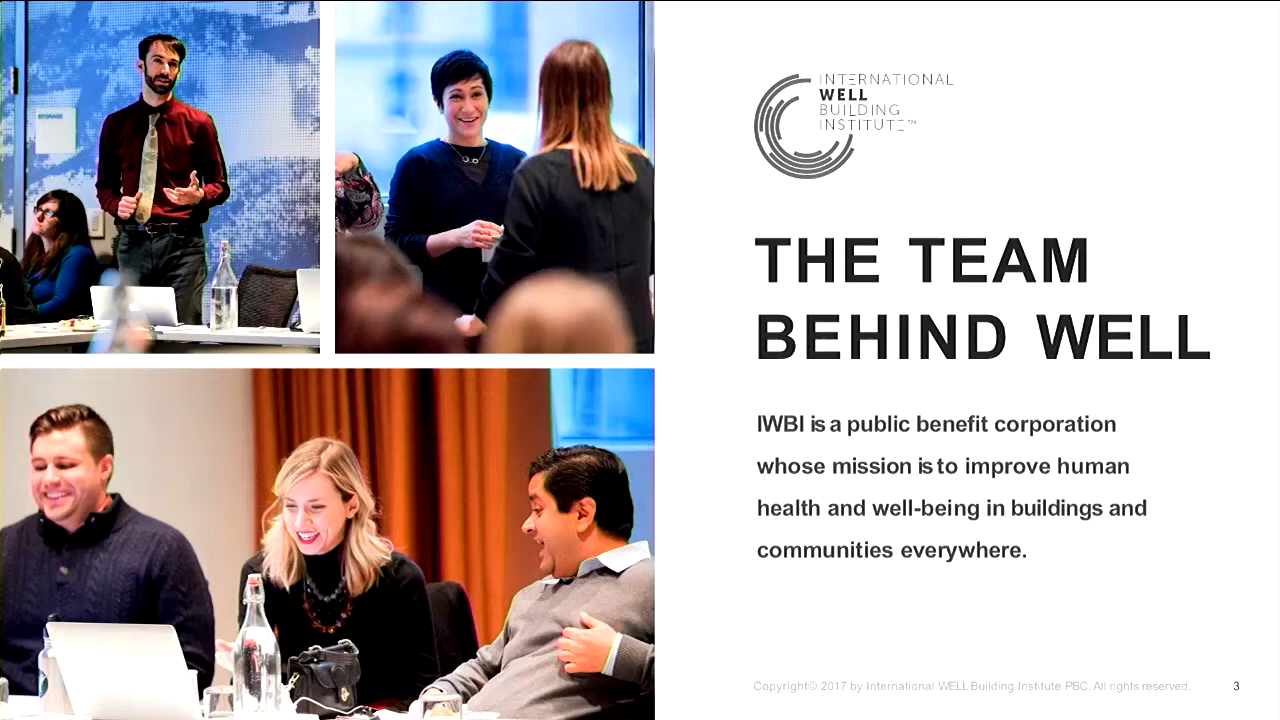 STORAGE
INTERNATIONAL
WELL
BUILDING
INSTITUTE™
THE TEAM
BEHIND WELL
IWBI is a public benefit corporation
whose mission is to improve human
health and well-being in buildings and
communities everywhere.
Copyright© 2017 by International WELL Building Institute PBC. All rights reserved.
3